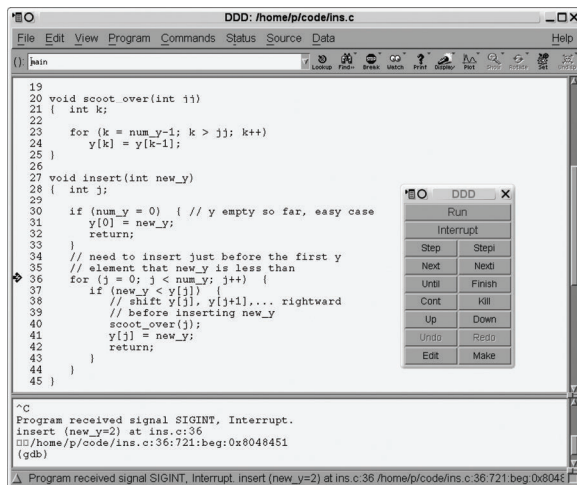 DDD: /home/p/code/ins.c
File Edit View Program Commands Status Source Data Help
(): main
Lookup Find» Break Watch Print Display Plot Show Rotate Set Undisp
19
20 void scoot_over(int jj)
21 {  int k;
22
23    for (k = num_y-1; k > jj; k++)
24       y[k] = y[k-1];
25 }
26
27 void insert(int new_y)
28 {  int j;
29
30    if (num_y = 0)  { // y empty so far, easy case
31       y[0] = new_y;
32       return;
33    }
34    // need to insert just before the first y
35    // element that new_y is less than
36    for (j = 0; j < num_y; j++)  {
37       if (new_y < y[j])  {
38          // shift y[j], y[j+1],... rightward
39          // before inserting new_y
40          scoot_over(j);
41          y[j] = new_y;
42          return;
43       }
44    }
45 }
DDD
Run
Interrupt
Step Stepi
Next Nexti
Until Finish
Cont Kill
Up Down
Undo Redo
Edit Make
^C
Program received signal SIGINT, Interrupt.
insert (new_y=2) at ins.c:36
/home/p/code/ins.c:36:721:beg:0x8048451
(gdb)
Program received signal SIGINT, Interrupt. insert (new_y=2) at ins.c:36 /home/p/code/ins.c:36:721:beg:0x8048